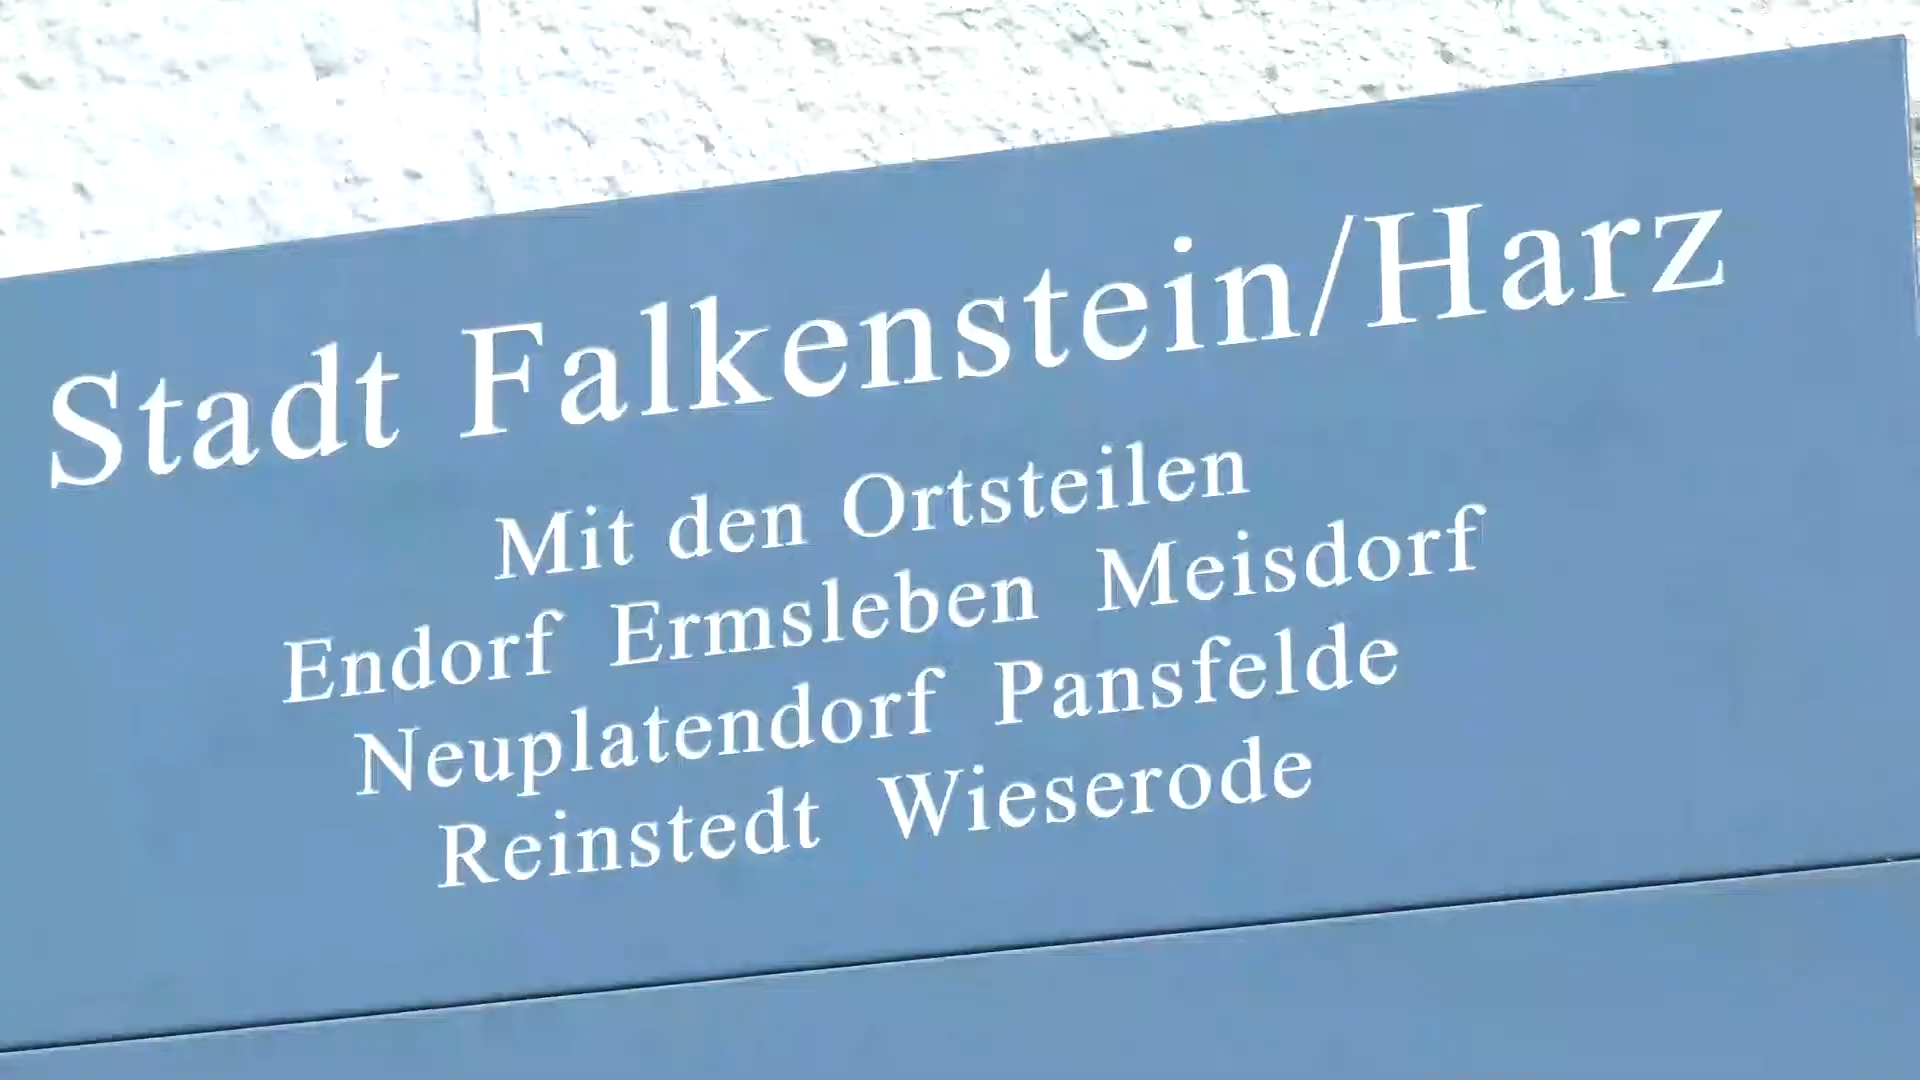 Stadt Falkenstein/Harz
Mit den Ortsteilen
Endorf Ermsleben Meisdorf
Neuplatendorf Pansfelde
Reinstedt Wieserode